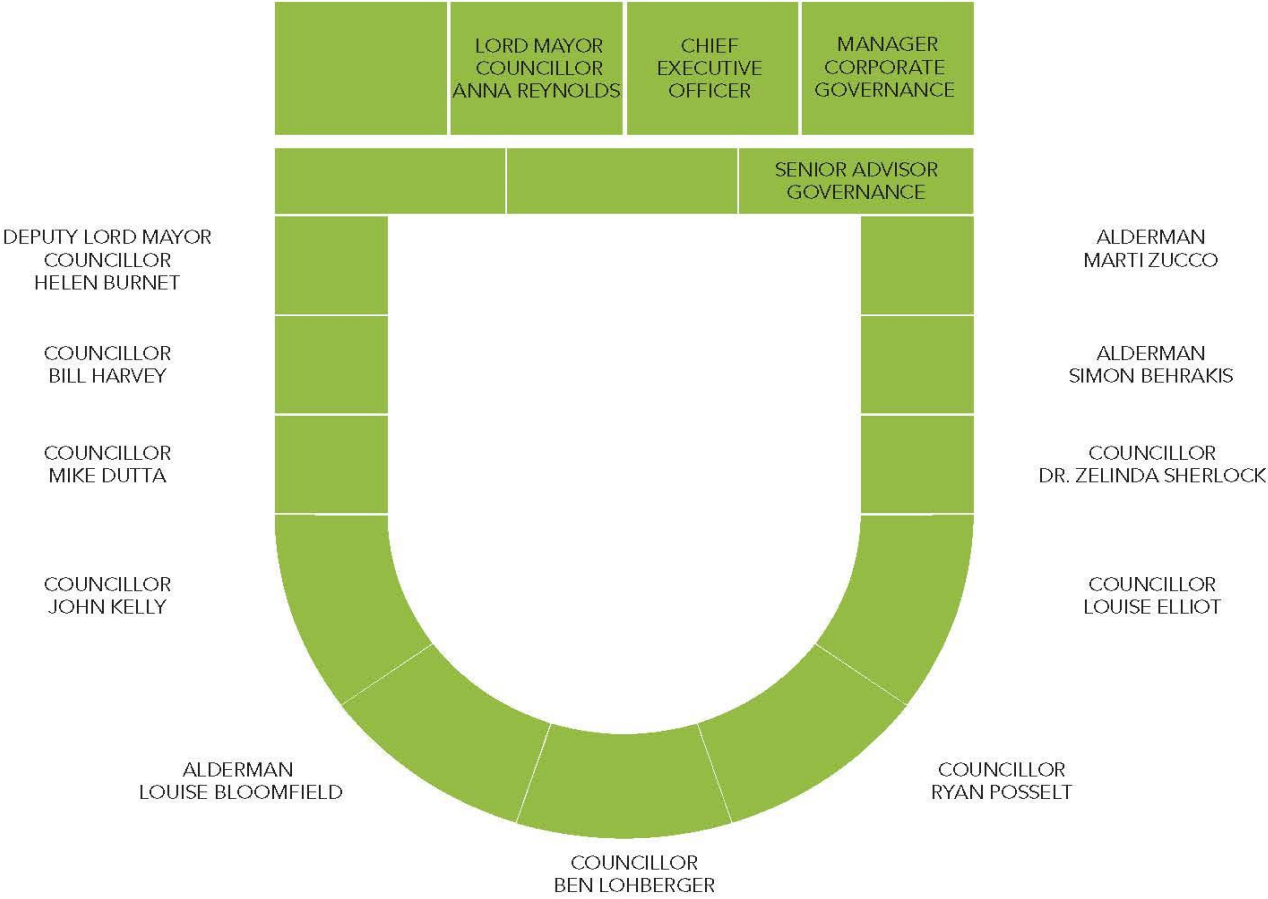 LORD MAYOR
COUNCILLOR
ANNA REYNOLDS
CHIEF
EXECUTIVE
OFFICER
MANAGER
CORPORATE
GOVERNANCE
SENIOR ADVISOR
GOVERNANCE
DEPUTY LORD MAYOR
COUNCILLOR
HELEN BURNET
ALDERMAN
MARTI ZUCCO
COUNCILLOR
BILL HARVEY
ALDERMAN
SIMON BEHRAKIS
COUNCILLOR
MIKE DUTTA
COUNCILLOR
DR. ZELINDA SHERLOCK
COUNCILLOR
JOHN KELLY
COUNCILLOR
LOUISE ELLIOT
ALDERMAN
LOUISE BLOOMFIELD
COUNCILLOR
RYAN POSSELT
COUNCILLOR
BEN LOHBERGER